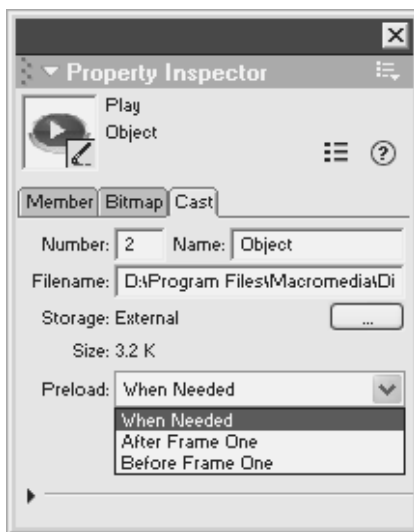 Property Inspector
Play
Object
Member Bitmap Cast
Number: 2 Name: Object
Filename: D:\Program Files\Macromedia\Di
Storage: External ...
Size: 3.2 K
Preload: When Needed
When Needed
After Frame One
Before Frame One